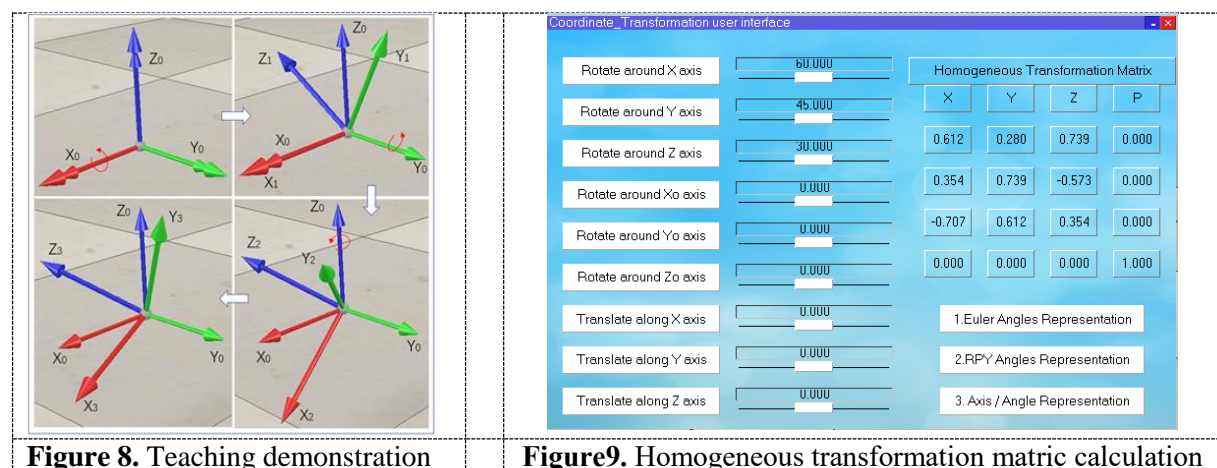 Z0
X0
Y0
Z0
Z1
Y1
X1
Y0
Z0
Y3
Z3
X0
Y0
X3
Z0
Z2
Y2
X0
Y0
X2
Figure 8. Teaching demonstration
Coordinate_Transformation user interface
Rotate around X axis 60.000
Rotate around Y axis 45.000
Rotate around Z axis 30.000
Rotate around Xo axis 0.000
Rotate around Yo axis 0.000
Rotate around Zo axis 0.000
Translate along X axis 0.000
Translate along Y axis 0.000
Translate along Z axis 0.000
Homogeneous Transformation Matrix
X Y Z P
0.612 0.280 0.739 0.000
0.354 0.739 -0.573 0.000
-0.707 0.612 0.354 0.000
0.000 0.000 0.000 1.000
1.Euler Angles Representation
2.RPY Angles Representation
3. Axis / Angle Representation
Figure9. Homogeneous transformation matric calculation